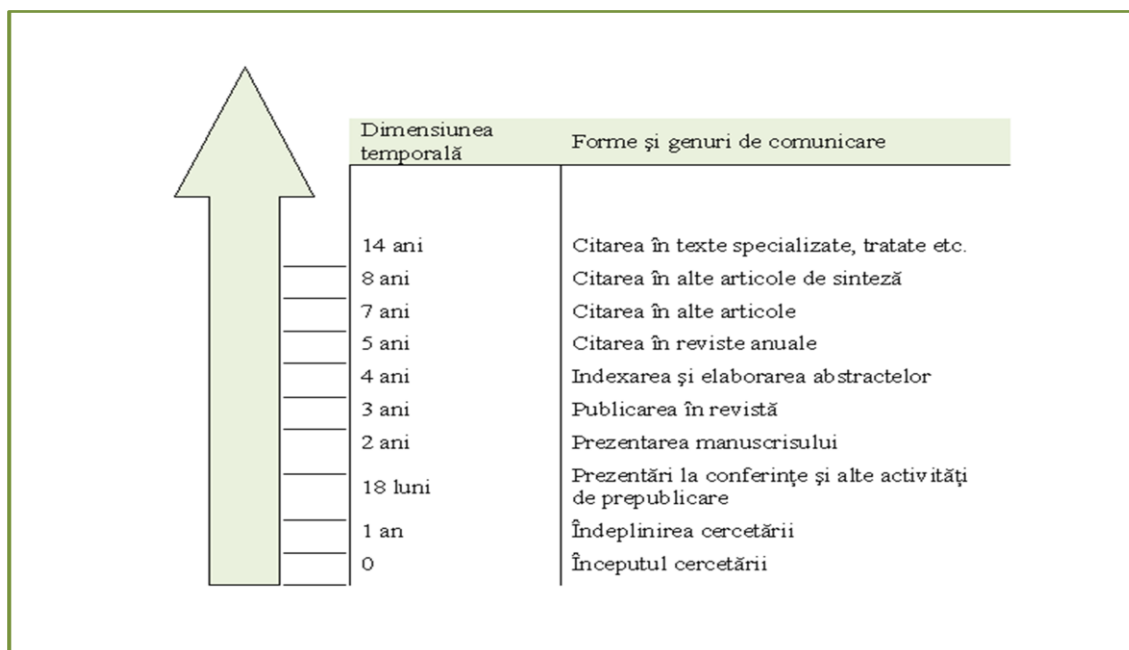 Dimensiunea
temporală
Forme şi genuri de comunicare
14 ani Citarea în texte specializate, tratate etc.
8 ani Citarea în alte articole de sinteză
7 ani Citarea în alte articole
5 ani Citarea în reviste anuale
4 ani Indexarea şi elaborarea abstractelor
3 ani Publicarea în revistă
2 ani Prezentarea manuscrisului
18 luni Prezentări la conferinţe şi alte activităţi
de prepublicare
1 an Îndeplinirea cercetării
0 Începutul cercetării